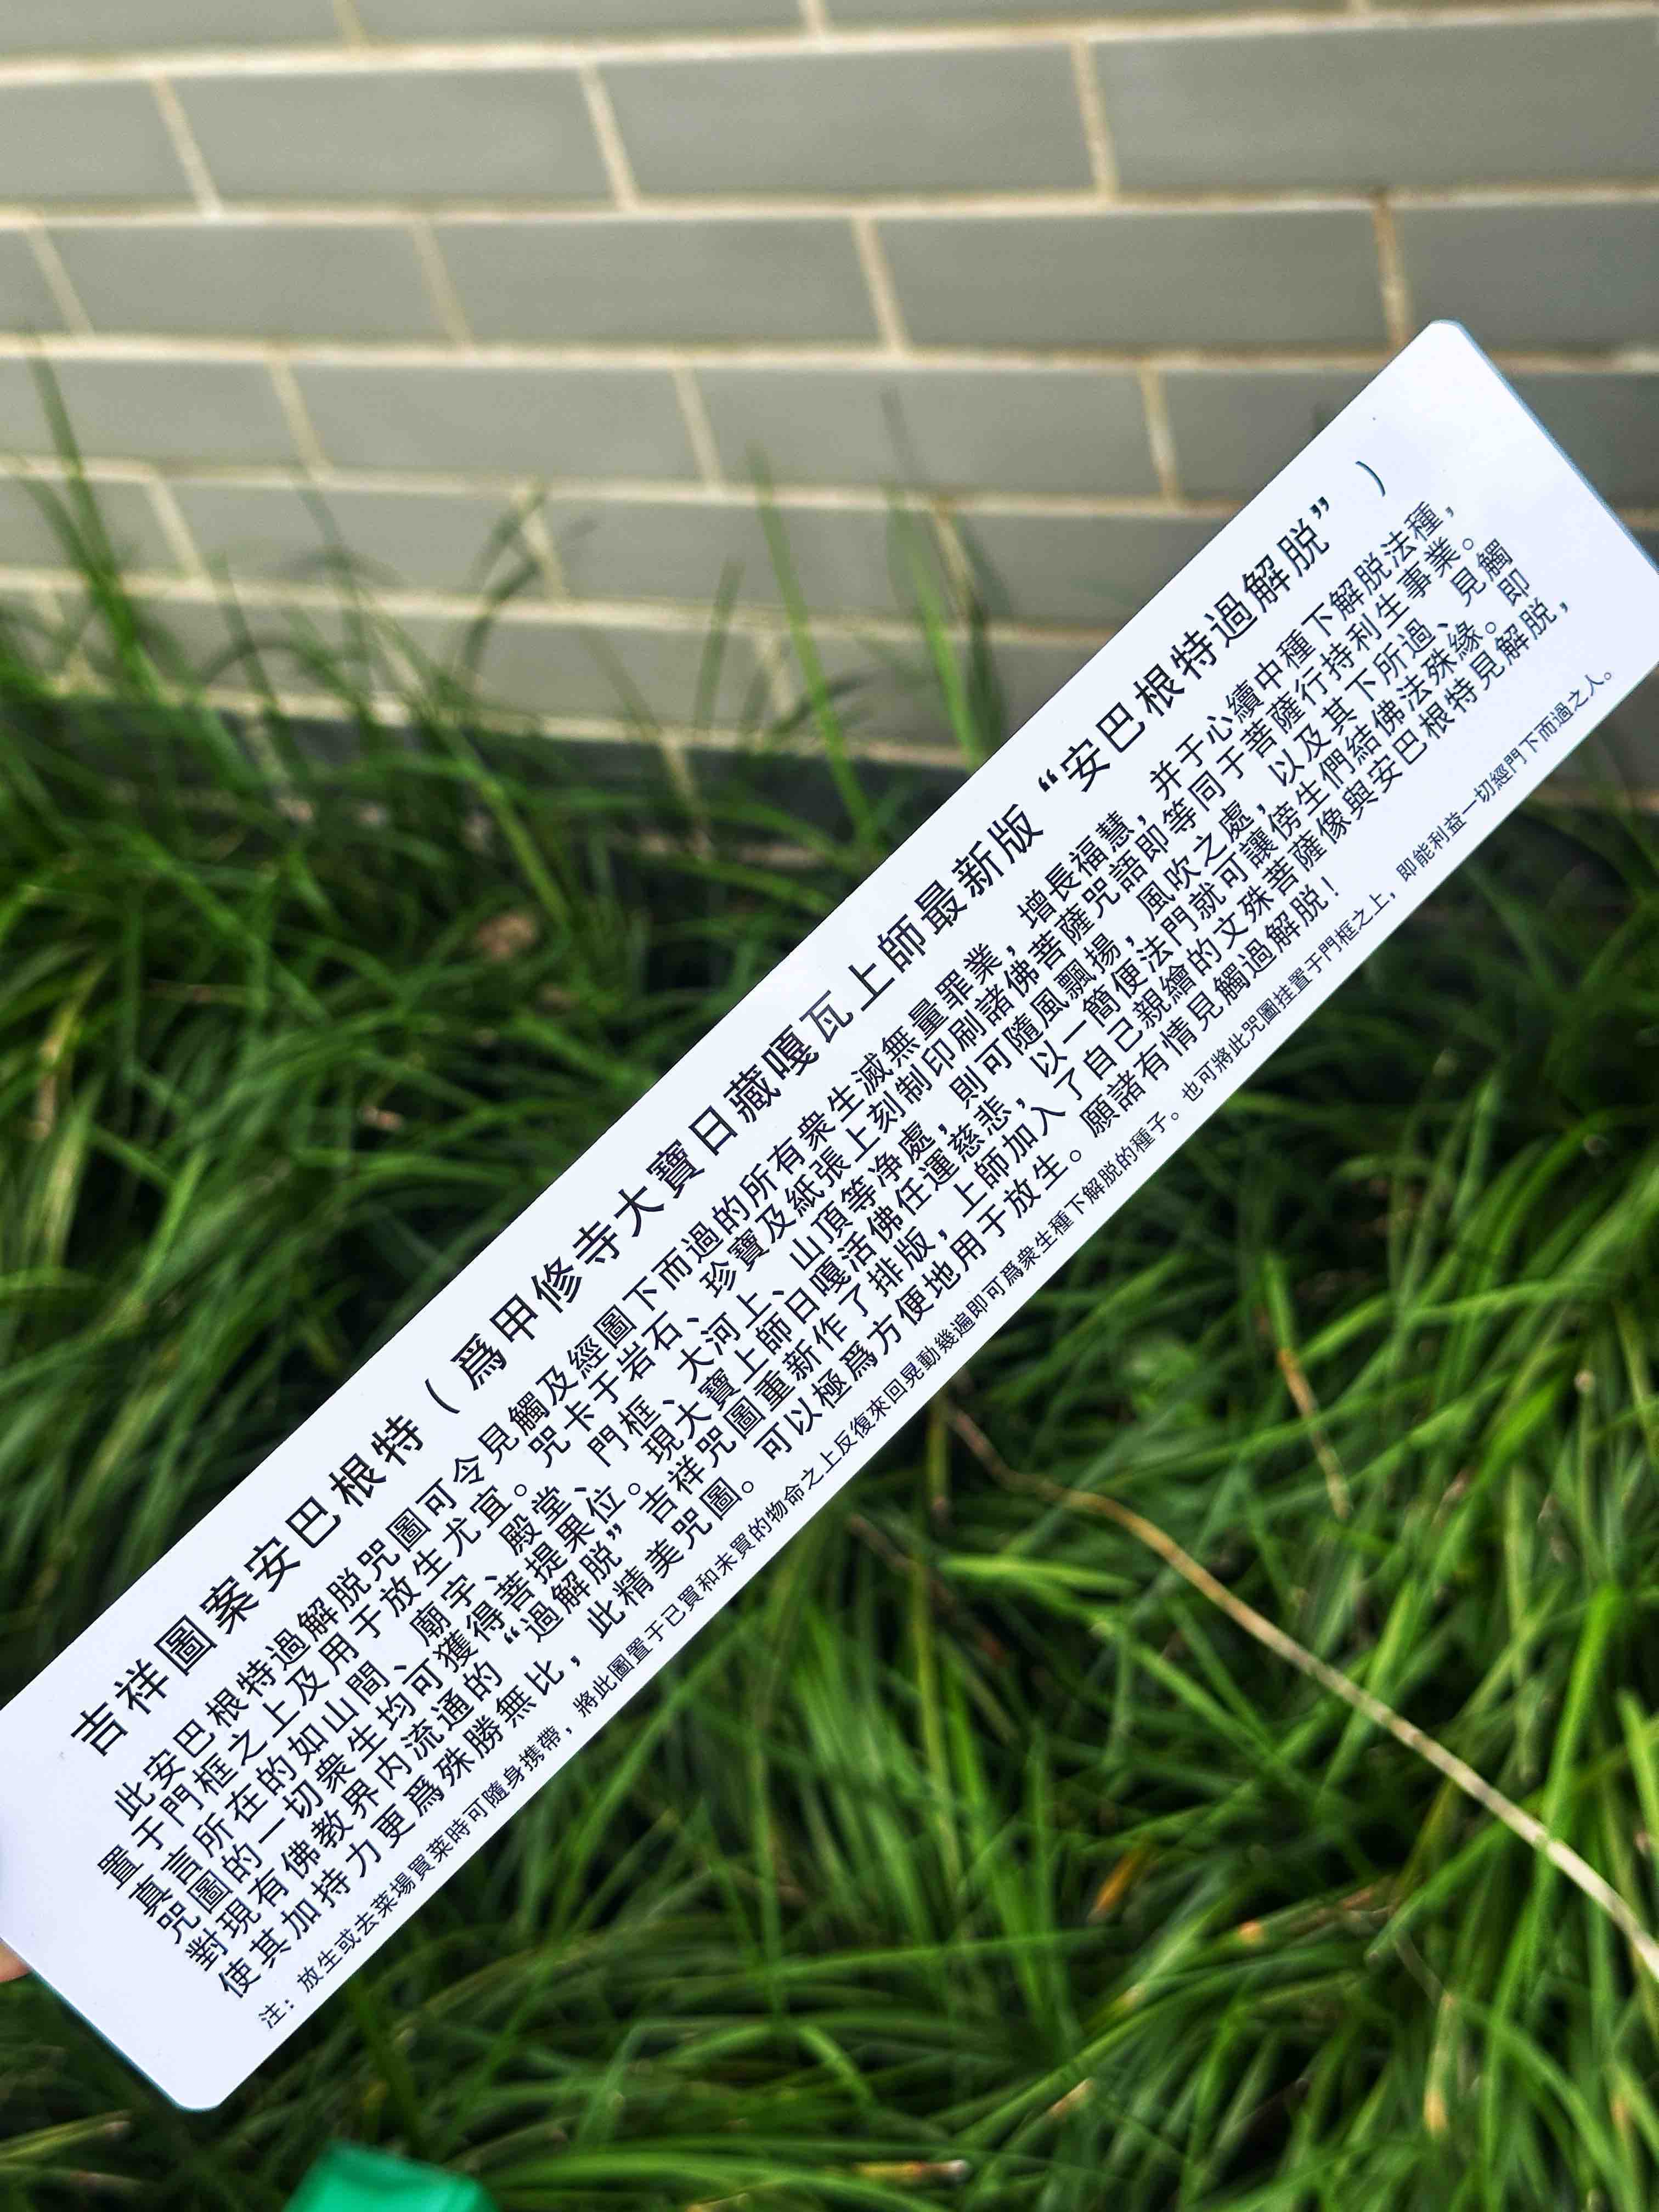 吉祥圖案安巴根特（爲甲修寺大寶日藏嘎瓦上師最新版“安巴根特過解脱”）
此安巴根特過解脱咒圖可令見觸及經圖下而過的所有衆生滅無量罪業，增長福慧，并于心續中種下解脱法種，
置于門框之上及用于放生尤宜。咒卡于岩石、珍寶及紙張上刻制印刷諸佛菩薩咒語即等同于菩薩行持利生事業。
真言所在的如山間、廟宇、殿堂、門框、大河上、山頂等净處，則可隨風飄揚，風吹之處，以及其下所過、見觸
咒圖的一切衆生均可獲得菩提果位。現大寶上師日嘎活佛任運慈悲，以一簡便法門就可讓傍生們結佛法殊緣。即
對現有佛教界内流通的“過解脱”吉祥咒圖重新作了排版，上師加入了自己親繪的文殊菩薩像與安巴根特見解脱，
使其加持力更爲殊勝無比，此精美咒圖。可以極爲方便地用于放生。願諸有情見觸過解脱！
注：放生或去菜場買菜時可隨身携帶，將此圖置于已買和未買的物命之上反復來回晃動幾遍即可爲衆生種下解脱的種子。也可將此咒圖挂置于門框之上，即能利益一切經門下而過之人。